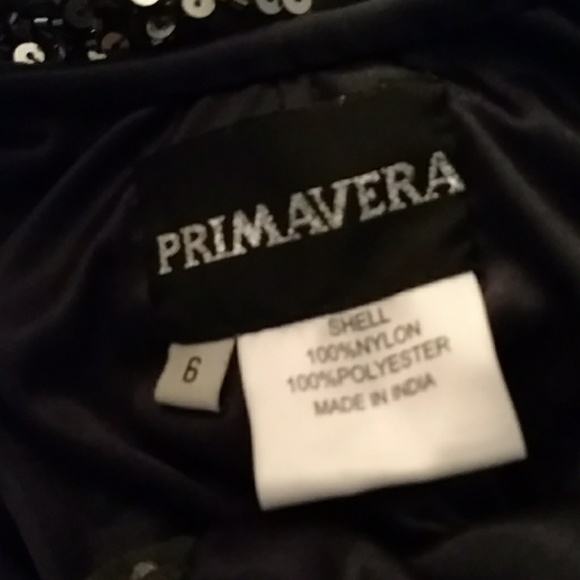 PRIMAVERA
6
SHELL
100%NYLON
100%POLYESTER
MADE IN INDIA